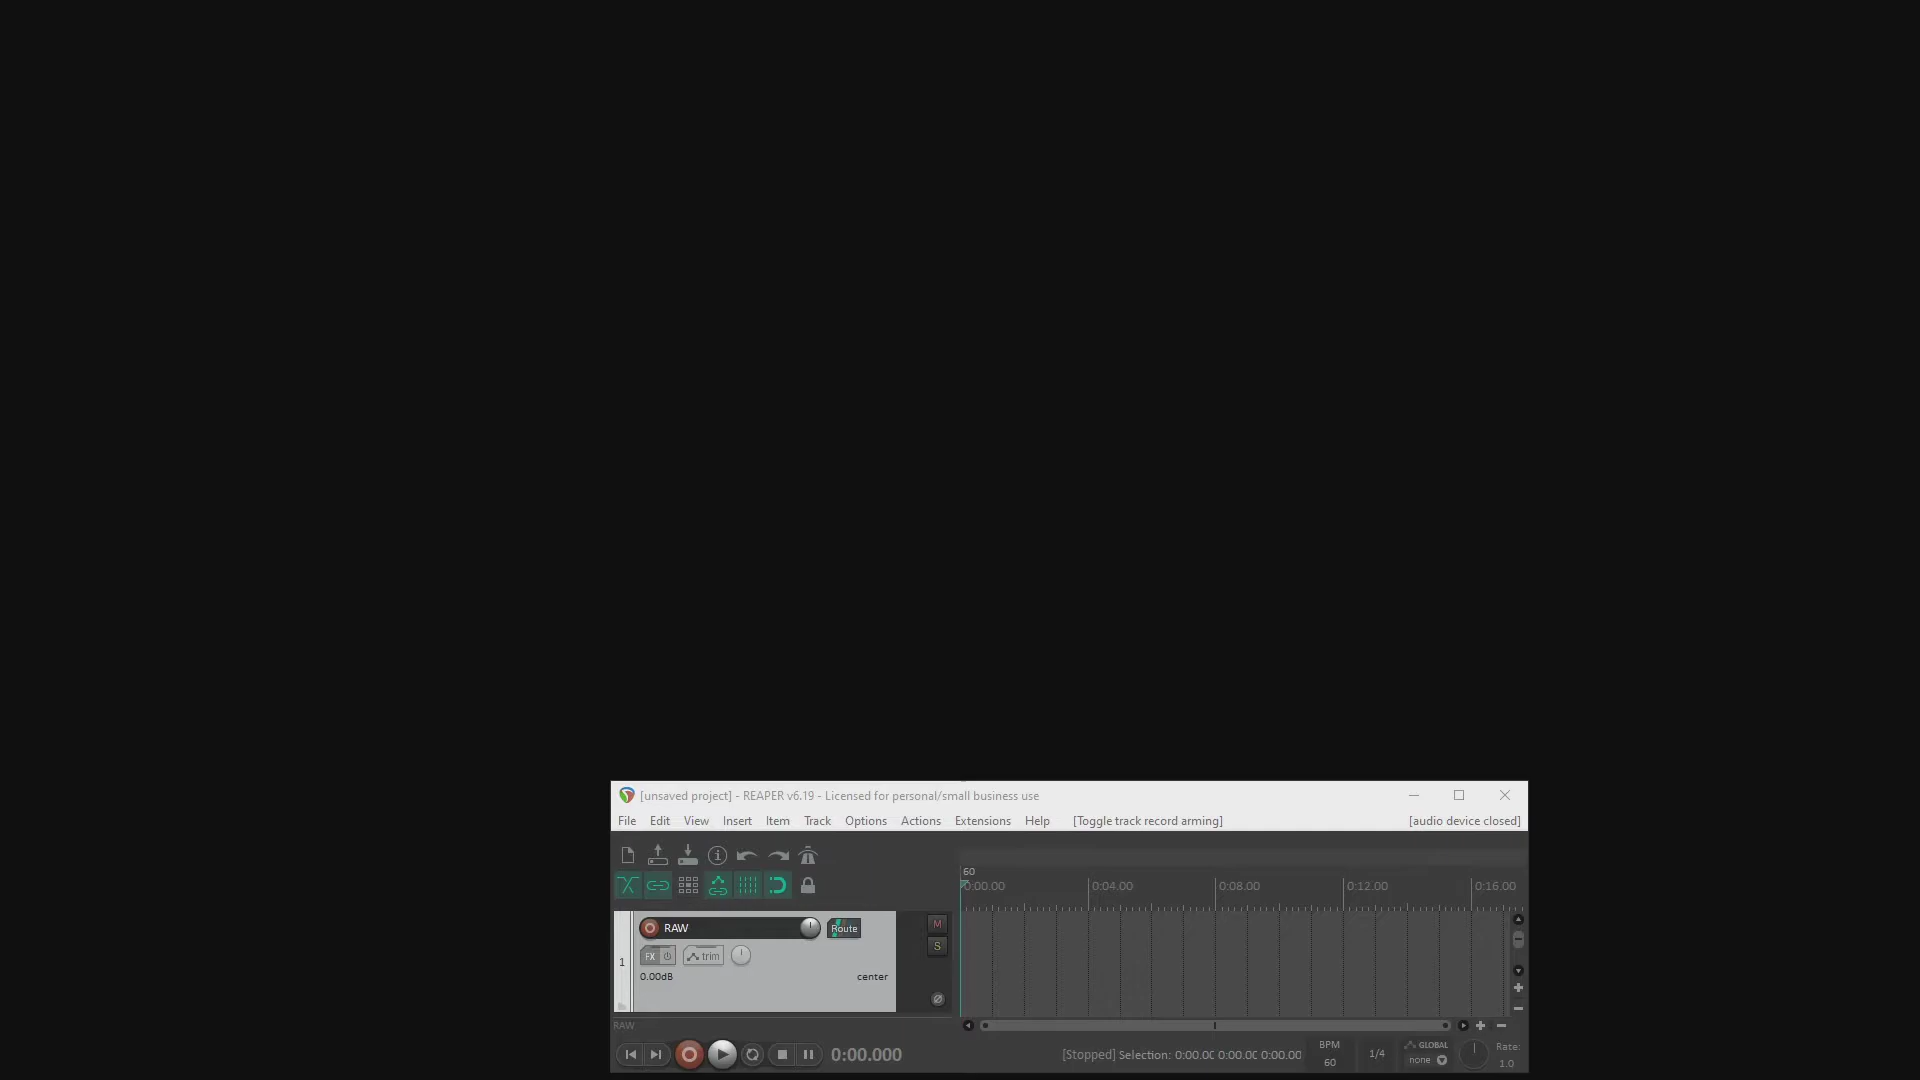 [unsaved project] - REAPER v6.19 - Licensed for personal/small business use
File Edit View Insert Item Track Options Actions Extensions Help [Toggle track record arming] [audio device closed]
60
0:00.00 0:04.00 0:08.00 0:12.00 0:16.00
RAW Route M
S
FX trim
1
0.00dB center
RAW
0:00.000 [Stopped] Selection: 0:00.00 0:00.00 0:00.00
BPM
60
1/4
GLOBAL
none
Rate:
1.0